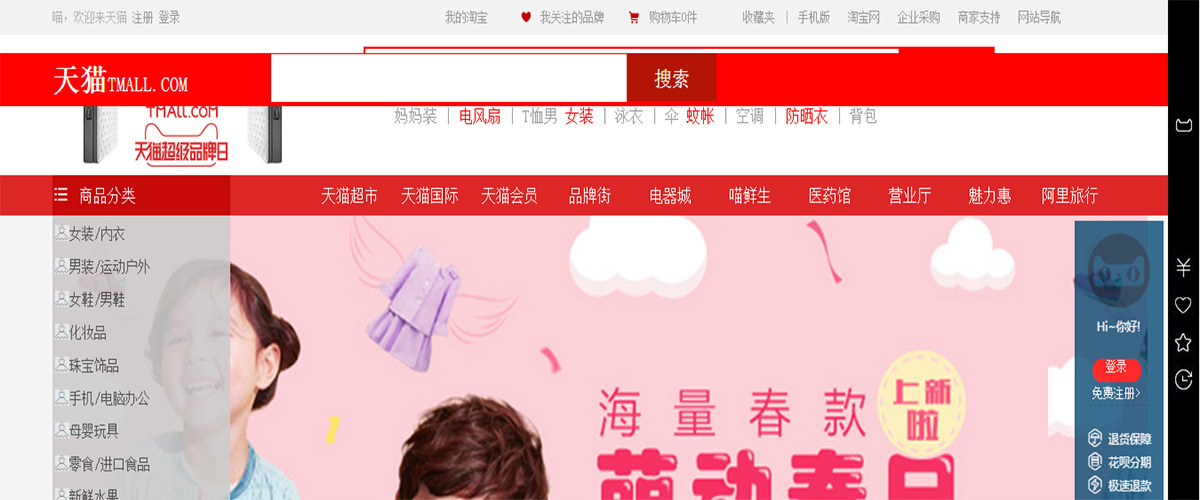 喵，欢迎来天猫 注册 登录 我的淘宝 我关注的品牌 购物车0件 收藏夹 | 手机版 淘宝网 企业采购 商家支持 网站导航
天猫TMALL.COM 搜索
TMALL.COM
妈妈装 | 电风扇 | T恤男 女装 | 泳衣 | 伞 蚊帐 | 空调 | 防晒衣 | 背包
天猫超级品牌日
商品分类 天猫超市 天猫国际 天猫会员 品牌街 电器城 喵鲜生 医药馆 营业厅 魅力惠 阿里旅行
女装/内衣
男装/运动户外
女鞋/男鞋
化妆品
珠宝饰品
手机/电脑办公
母婴玩具
零食/进口食品
新鲜水果
海量春款
上新啦
萌动春日
Hi~你好!
登录
免费注册>
退货保障
花呗分期
极速退款